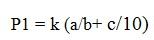 P1 = k (a/b+ c/10)